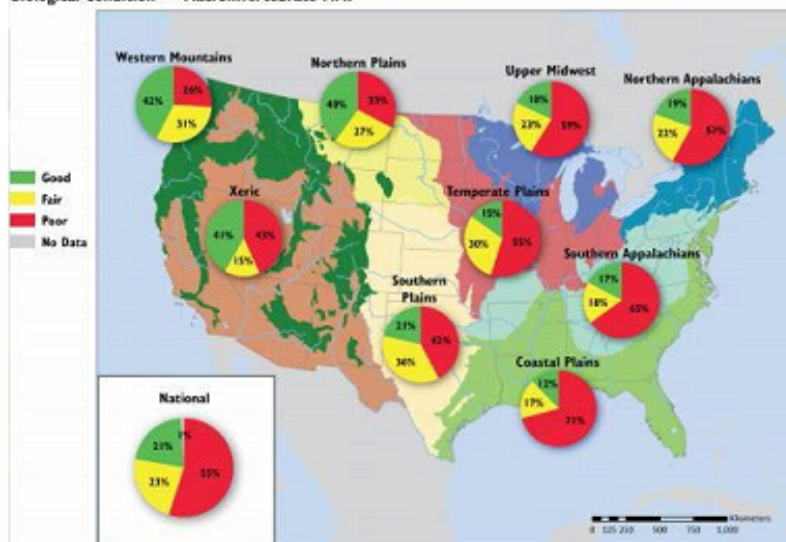 Western Mountains
42%
26%
31%
Northern Plains
40%
33%
27%
Upper Midwest
18%
23%
59%
Northern Appalachians
19%
22%
57%
Good
Fair
Poor
No Data
Xeric
41%
43%
15%
Temperate Plains
15%
30%
55%
Southern Appalachians
17%
18%
65%
Southern
Plains
21%
42%
36%
Coastal Plains
12%
17%
71%
National
1%
21%
55%
23%
Kilometers
0 125 250 500 750 1,000